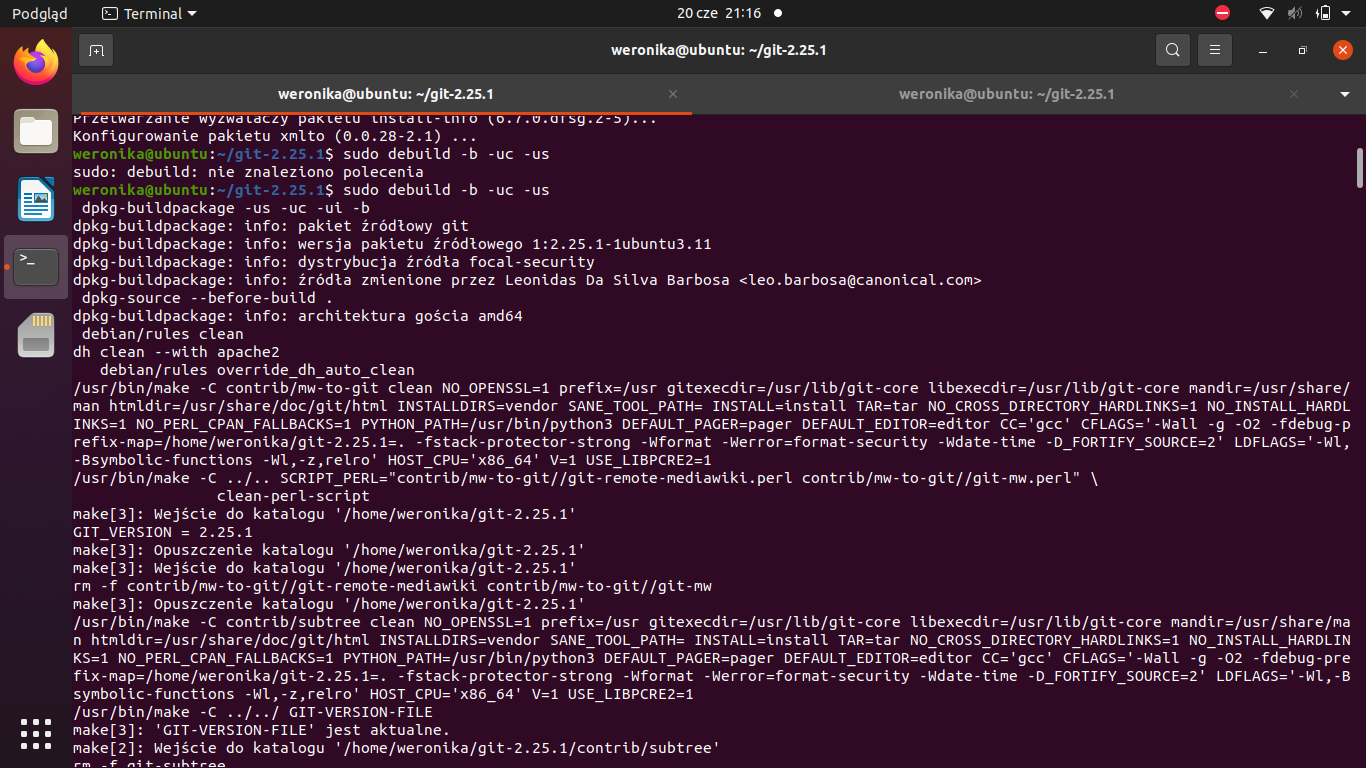 Podgląd
Terminal
20 cze 21:16
weronika@ubuntu: ~/git-2.25.1
weronika@ubuntu: ~/git-2.25.1
weronika@ubuntu: ~/git-2.25.1
Przetwarzanie wyzwalaczy pakietu install-info (6.7.0.dfsg.2-5)...
Konfigurowanie pakietu xmlto (0.0.28-2.1) ...
weronika@ubuntu:~/git-2.25.1$ sudo debuild -b -uc -us
sudo: debuild: nie znaleziono polecenia
weronika@ubuntu:~/git-2.25.1$ sudo debuild -b -uc -us
 dpkg-buildpackage -us -uc -ui -b
dpkg-buildpackage: info: pakiet źródłowy git
dpkg-buildpackage: info: wersja pakietu źródłowego 1:2.25.1-1ubuntu3.11
dpkg-buildpackage: info: dystrybucja źródła focal-security
dpkg-buildpackage: info: źródła zmienione przez Leonidas Da Silva Barbosa <leo.barbosa@canonical.com>
 dpkg-source --before-build .
dpkg-buildpackage: info: architektura gościa amd64
 debian/rules clean
dh clean --with apache2
   debian/rules override_dh_auto_clean
/usr/bin/make -C contrib/mw-to-git clean NO_OPENSSL=1 prefix=/usr gitexecdir=/usr/lib/git-core libexecdir=/usr/lib/git-core mandir=/usr/share/
man htmldir=/usr/share/doc/git/html INSTALLDIRS=vendor SANE_TOOL_PATH= INSTALL=install TAR=tar NO_CROSS_DIRECTORY_HARDLINKS=1 NO_INSTALL_HARDL
INKS=1 NO_PERL_CPAN_FALLBACKS=1 PYTHON_PATH=/usr/bin/python3 DEFAULT_PAGER=pager DEFAULT_EDITOR=editor CC='gcc' CFLAGS='-Wall -g -O2 -fdebug-p
refix-map=/home/weronika/git-2.25.1=. -fstack-protector-strong -Wformat -Werror=format-security -Wdate-time -D_FORTIFY_SOURCE=2' LDFLAGS='-Wl,
-Bsymbolic-functions -Wl,-z,relro' HOST_CPU='x86_64' V=1 USE_LIBPCRE2=1
/usr/bin/make -C ../.. SCRIPT_PERL="contrib/mw-to-git//git-remote-mediawiki.perl contrib/mw-to-git//git-mw.perl" \
                clean-perl-script
make[3]: Wejście do katalogu '/home/weronika/git-2.25.1'
GIT_VERSION = 2.25.1
make[3]: Opuszczenie katalogu '/home/weronika/git-2.25.1'
make[3]: Wejście do katalogu '/home/weronika/git-2.25.1'
rm -f contrib/mw-to-git//git-remote-mediawiki contrib/mw-to-git//git-mw
make[3]: Opuszczenie katalogu '/home/weronika/git-2.25.1'
/usr/bin/make -C contrib/subtree clean NO_OPENSSL=1 prefix=/usr gitexecdir=/usr/lib/git-core libexecdir=/usr/lib/git-core mandir=/usr/share/ma
n htmldir=/usr/share/doc/git/html INSTALLDIRS=vendor SANE_TOOL_PATH= INSTALL=install TAR=tar NO_CROSS_DIRECTORY_HARDLINKS=1 NO_INSTALL_HARDLIN
KS=1 NO_PERL_CPAN_FALLBACKS=1 PYTHON_PATH=/usr/bin/python3 DEFAULT_PAGER=pager DEFAULT_EDITOR=editor CC='gcc' CFLAGS='-Wall -g -O2 -fdebug-pre
fix-map=/home/weronika/git-2.25.1=. -fstack-protector-strong -Wformat -Werror=format-security -Wdate-time -D_FORTIFY_SOURCE=2' LDFLAGS='-Wl,-B
symbolic-functions -Wl,-z,relro' HOST_CPU='x86_64' V=1 USE_LIBPCRE2=1
/usr/bin/make -C ../../ GIT-VERSION-FILE
make[3]: 'GIT-VERSION-FILE' jest aktualne.
make[2]: Wejście do katalogu '/home/weronika/git-2.25.1/contrib/subtree'
rm -f git-subtree